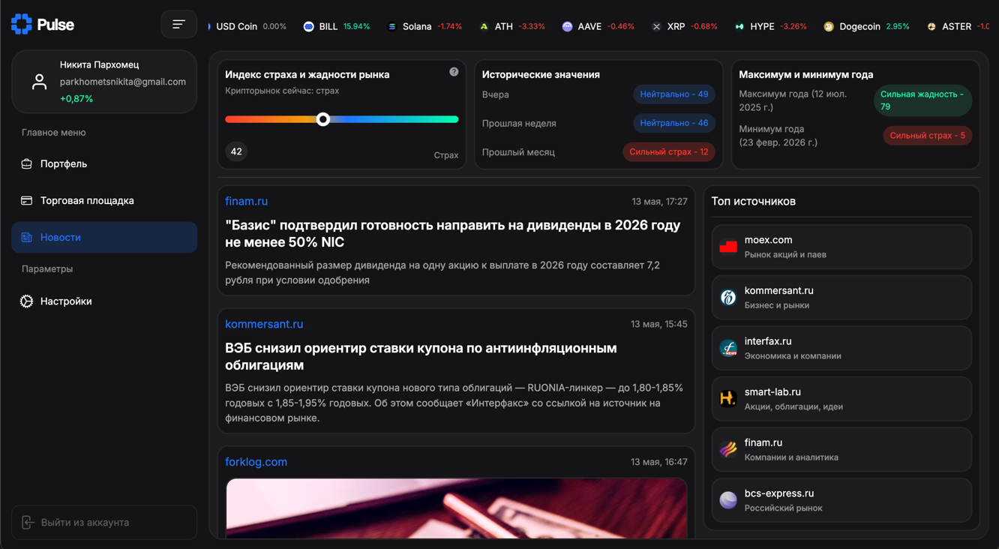 Pulse
USD Coin 0.00% BILL 15.94% Solana -1.74% ATH -3.33% AAVE -0.46% XRP -0.68% HYPE -3.26% Dogecoin 2.95% ASTER
Никита Пархомец
parkhometsnikita@gmail.com
+0,87%
Главное меню
Портфель
Торговая площадка
Новости
Параметры
Настройки
Выйти из аккаунта
Индекс страха и жадности рынка
?
Крипторынок сейчас: страх
42
Страх
Исторические значения
Вчера Нейтрально - 49
Прошлая неделя Нейтрально - 46
Прошлый месяц Сильный страх - 12
Максимум и минимум года
Максимум года (12 июл.
2025 г.)
Сильная жадность -
79
Минимум года
(23 февр. 2026 г.)
Сильный страх - 5
finam.ru 13 мая, 17:27
"Базис" подтвердил готовность направить на дивиденды в 2026 году
не менее 50% NIC
Рекомендованный размер дивиденда на одну акцию к выплате в 2026 году составляет 7,2
рубля при условии одобрения
kommersant.ru 13 мая, 15:45
ВЭБ снизил ориентир ставки купона по антиинфляционным
облигациям
ВЭБ снизил ориентир ставки купона нового типа облигаций — RUONIA-линкер — до 1,80-1,85%
годовых с 1,85-1,95% годовых. Об этом сообщает «Интерфакс» со ссылкой на источник на
финансовом рынке.
forklog.com 13 мая, 16:47
Топ источников
moex.com
Рынок акций и паев
kommersant.ru
Бизнес и рынки
interfax.ru
Экономика и компании
smart-lab.ru
Акции, облигации, идеи
finam.ru
Компании и аналитика
bcs-express.ru
Российский рынок